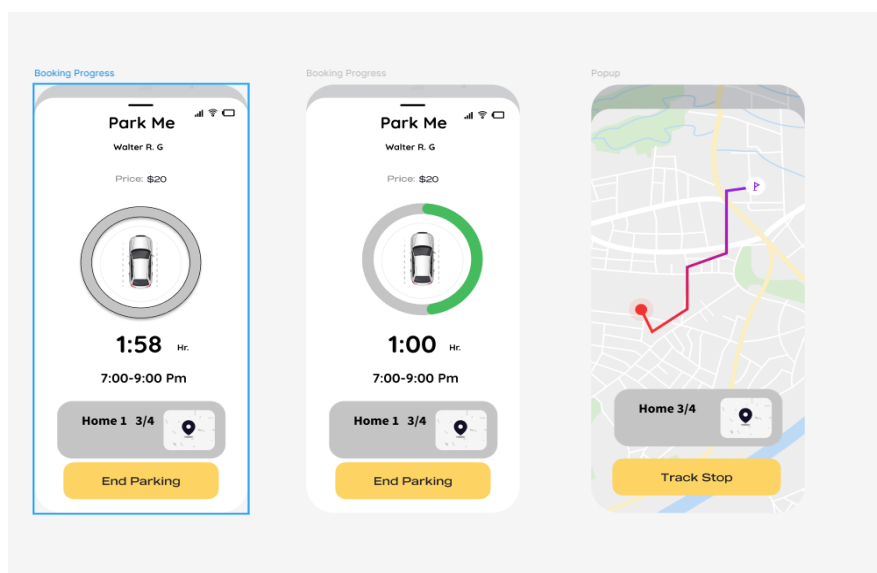 Booking Progress
Park Me
Walter R. G
Price: $20
1:58 Hr.
7:00-9:00 Pm
Home 1 3/4
End Parking
Booking Progress
Park Me
Walter R. G
Price: $20
1:00 Hr.
7:00-9:00 Pm
Home 1 3/4
End Parking
Popup
Home 3/4
Track Stop